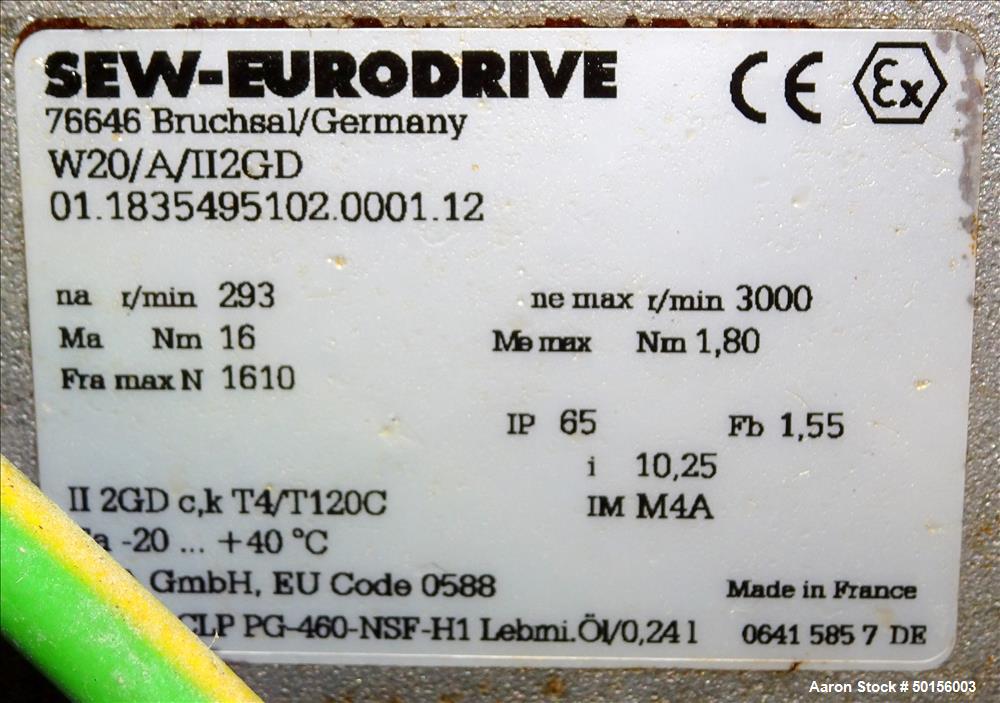 SEW-EURODRIVE CE Ex
76646 Bruchsal/Germany
W20/A/II2GD
01.1835495102.0001.12
na r/min 293 ne max r/min 3000
Ma Nm 16 Me max Nm 1,80
Fra max N 1610
IP 65 Fb 1,55
i 10,25
II 2GD c,k T4/T120C IM M4A
-20 ... +40 °C
GmbH, EU Code 0588 Made in France
CLP PG-460-NSF-H1 Lebmi.Öl/0,24 l 0641 585 7 DE
Aaron Stock # 50156003